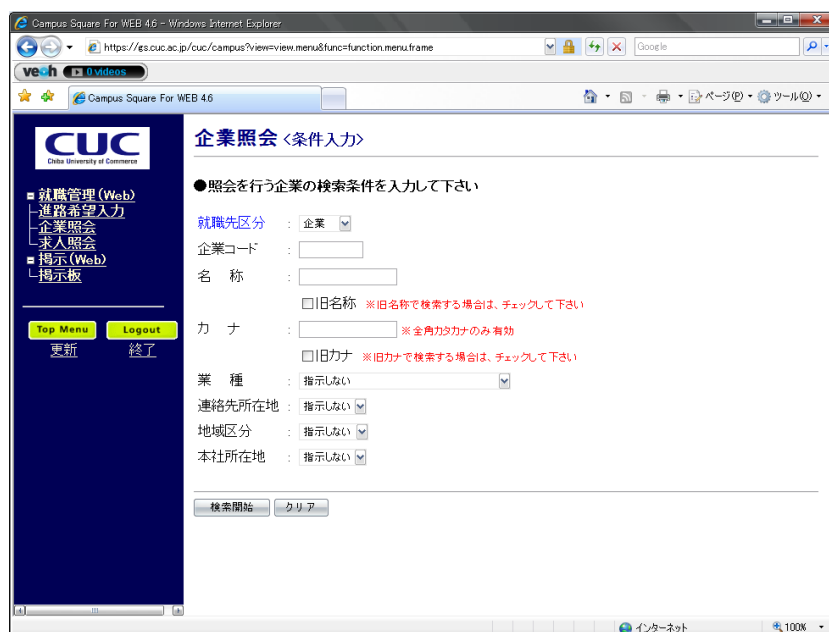 Campus Square For WEB 4.6 - Windows Internet Explorer
https://gs.cuc.ac.jp/cuc/campus?view=view.menu&func=function.menu.frame
Google
veoh 0 videos
Campus Square For WEB 4.6
ページ(P) ツール(O)
CUC
Chiba University of Commerce
就職管理(Web)
進路希望入力
企業照会
求人照会
掲示(Web)
掲示板
Top Menu Logout
更新 終了
企業照会 <条件入力>
●照会を行う企業の検索条件を入力して下さい
就職先区分 : 企業
企業コード :
名 称 :
旧名称 ※旧名称で検索する場合は、チェックして下さい
カ ナ : ※全角カタカナのみ有効
旧カナ ※旧カナで検索する場合は、チェックして下さい
業 種 : 指示しない
連絡先所在地 : 指示しない
地域区分 : 指示しない
本社所在地 : 指示しない
検索開始 クリア
インターネット 100%